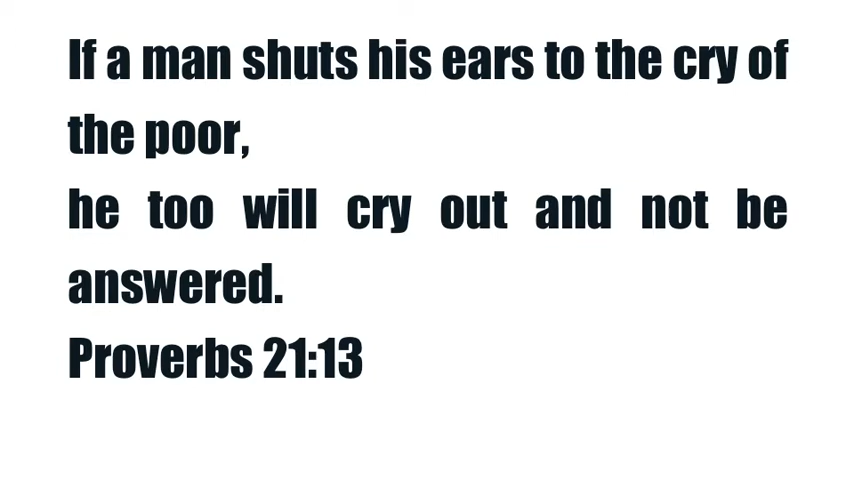 If a man shuts his ears to the cry of
the poor,
he too will cry out and not be
answered.
Proverbs 21:13